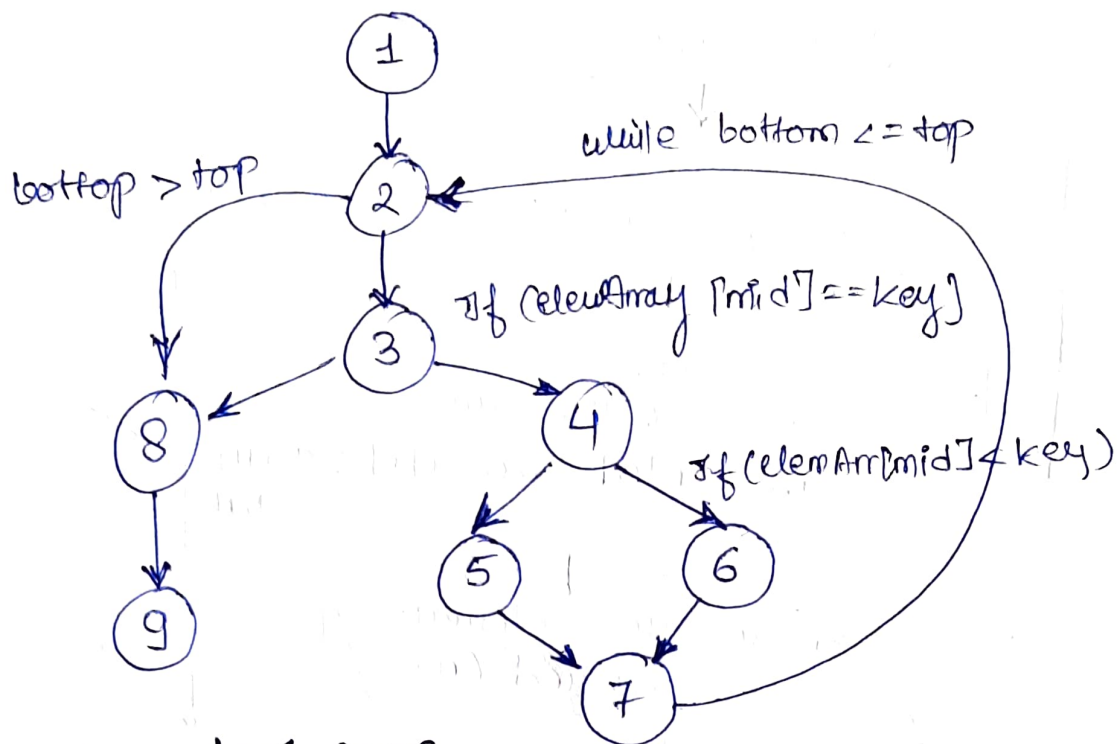 1
while bottom <= top
bottop > top
2
If (elemArray [mid] == key]
3
4
8
If (elemArr[mid] < key)
5
6
9
7